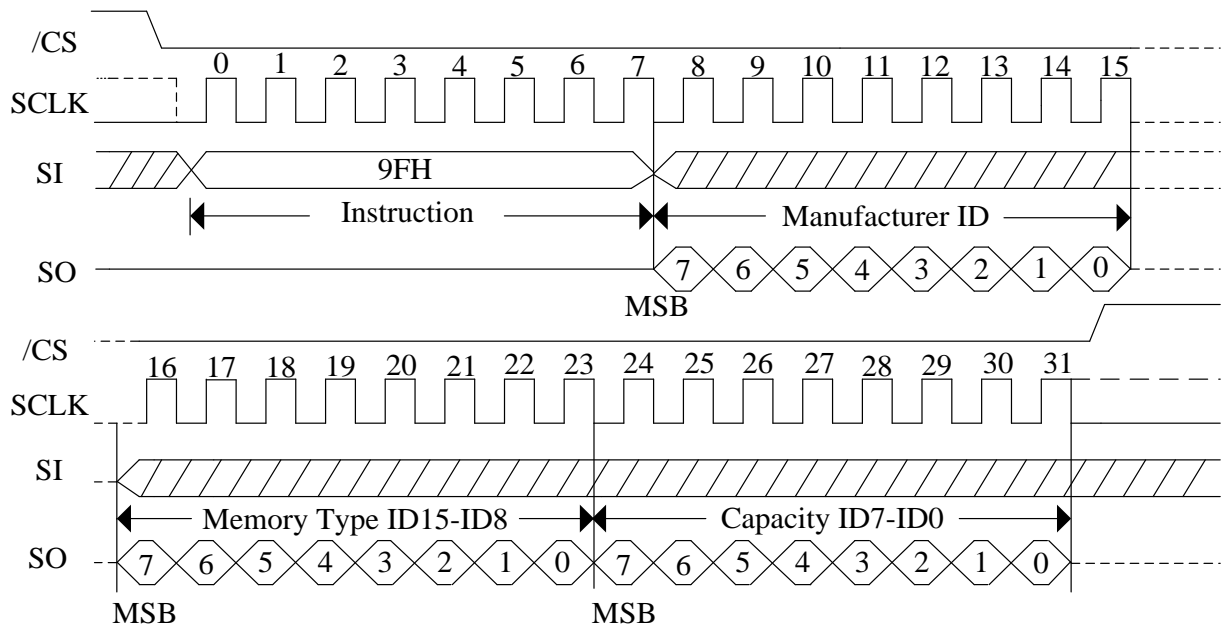 /CS
0 1 2 3 4 5 6 7 8 9 10 11 12 13 14 15
SCLK
SI 9FH
Instruction Manufacturer ID
SO 7 6 5 4 3 2 1 0
MSB
/CS
16 17 18 19 20 21 22 23 24 25 26 27 28 29 30 31
SCLK
SI
Memory Type ID15-ID8 Capacity ID7-ID0
SO 7 6 5 4 3 2 1 0 7 6 5 4 3 2 1 0
MSB MSB